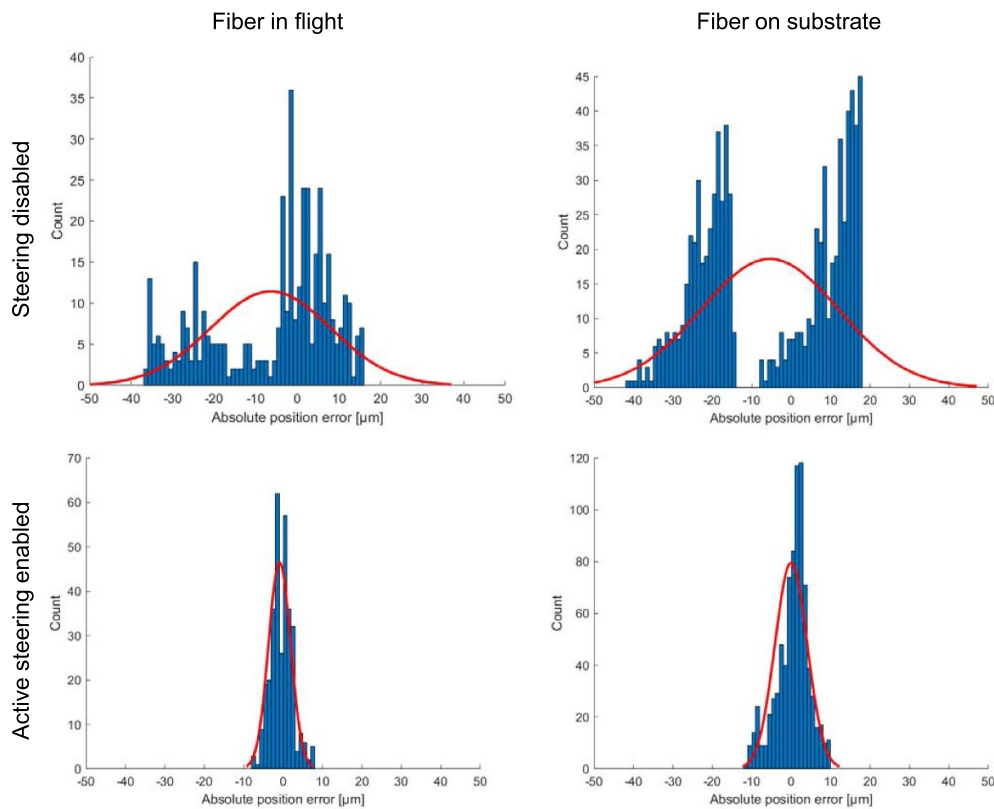 Fiber in flight
Fiber on substrate
Steering disabled
Count
40
35
30
25
20
15
10
5
0
-50 -40 -30 -20 -10 0 10 20 30 40 50
Absolute position error [µm]
Count
45
40
35
30
25
20
15
10
5
0
-50 -40 -30 -20 -10 0 10 20 30 40 50
Absolute position error [µm]
Active steering enabled
Count
70
60
50
40
30
20
10
0
-50 -40 -30 -20 -10 0 10 20 30 40 50
Absolute position error [µm]
Count
120
100
80
60
40
20
0
-50 -40 -30 -20 -10 0 10 20 30 40 50
Absolute position error [µm]